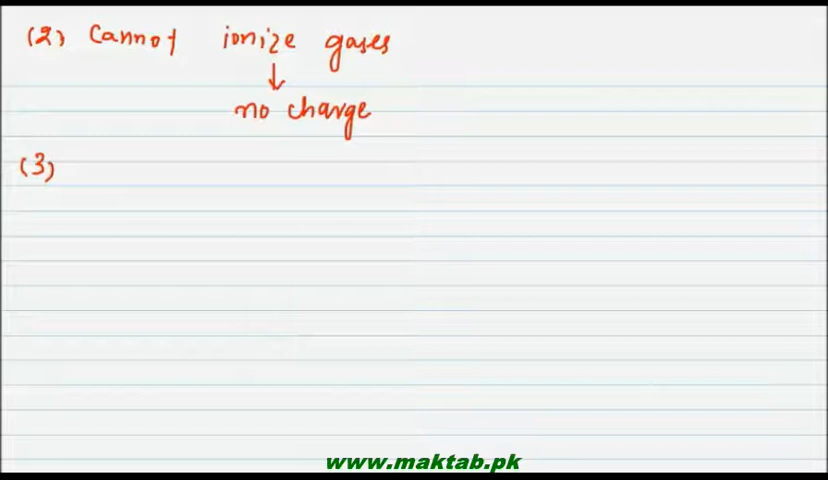 (2) Cannot ionize gases
↓
no charge
(3)
www.maktab.pk